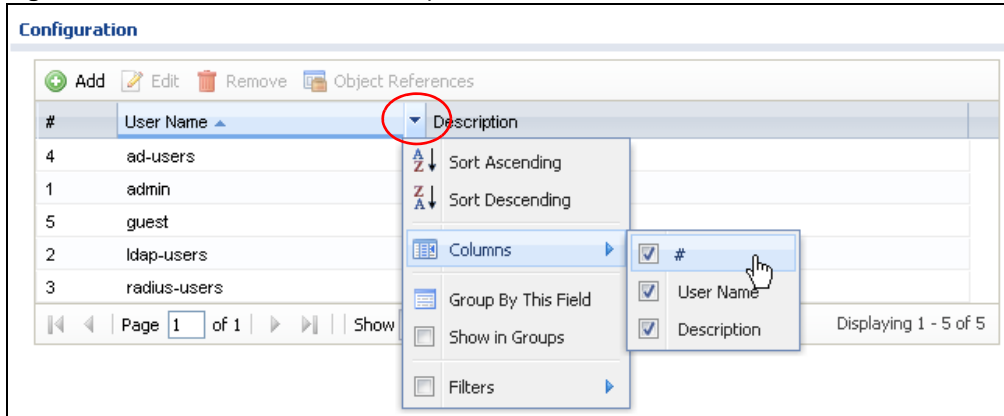 Configuration
Add Edit Remove Object References
# User Name Description
4 ad-users
1 admin
5 guest
2 ldap-users
3 radius-users
Page 1 of 1 Show
Displaying 1 - 5 of 5
Sort Ascending
Sort Descending
Columns
Group By This Field
Show in Groups
Filters
#
User Name
Description